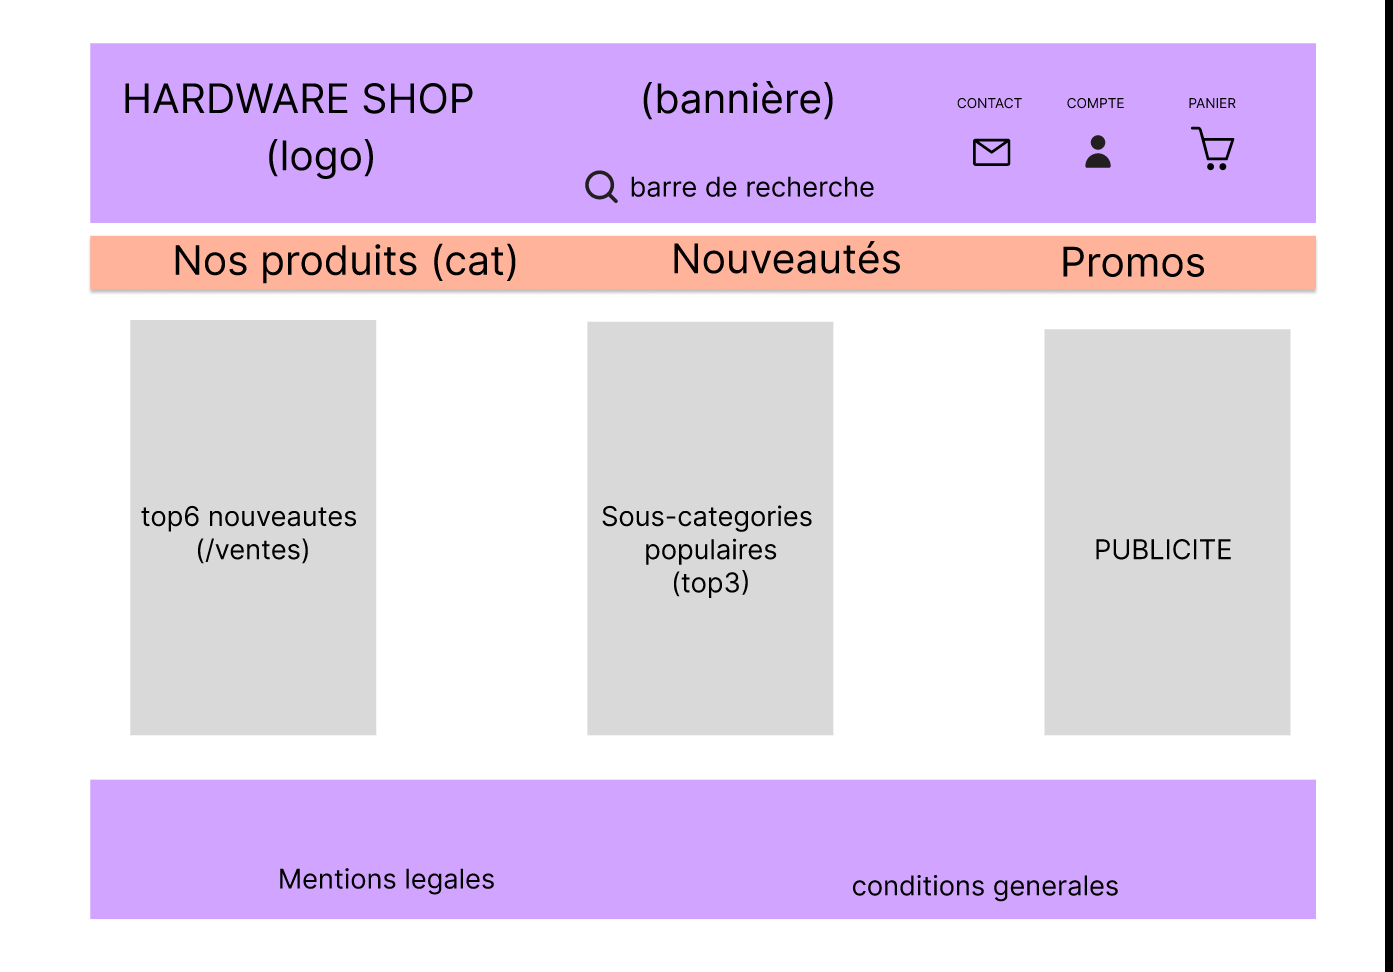 HARDWARE SHOP
(logo)
(bannière)
barre de recherche
CONTACT
COMPTE
PANIER
Nos produits (cat)
Nouveautés
Promos
top6 nouveautes
(/ventes)
Sous-categories
populaires
(top3)
PUBLICITE
Mentions legales
conditions generales